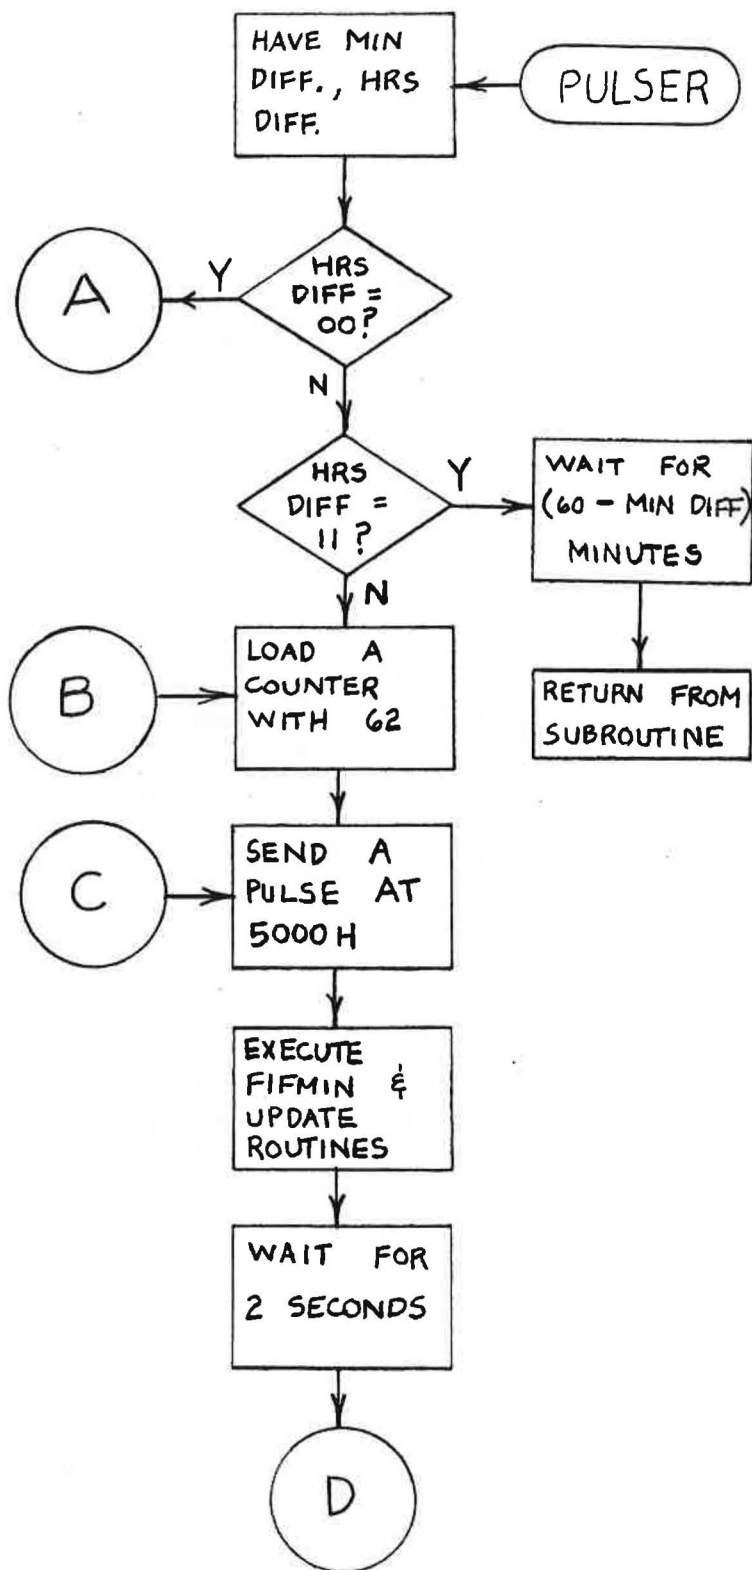 HAVE MIN
DIFF., HRS
DIFF.
PULSER
HRS
DIFF =
00?
Y
A
N
HRS
DIFF =
11?
Y
WAIT FOR
(60 - MIN DIFF)
MINUTES
N
B
LOAD A
COUNTER
WITH 62
RETURN FROM
SUBROUTINE
C
SEND A
PULSE AT
5000H
EXECUTE
FIFMIN &
UPDATE
ROUTINES
WAIT FOR
2 SECONDS
D